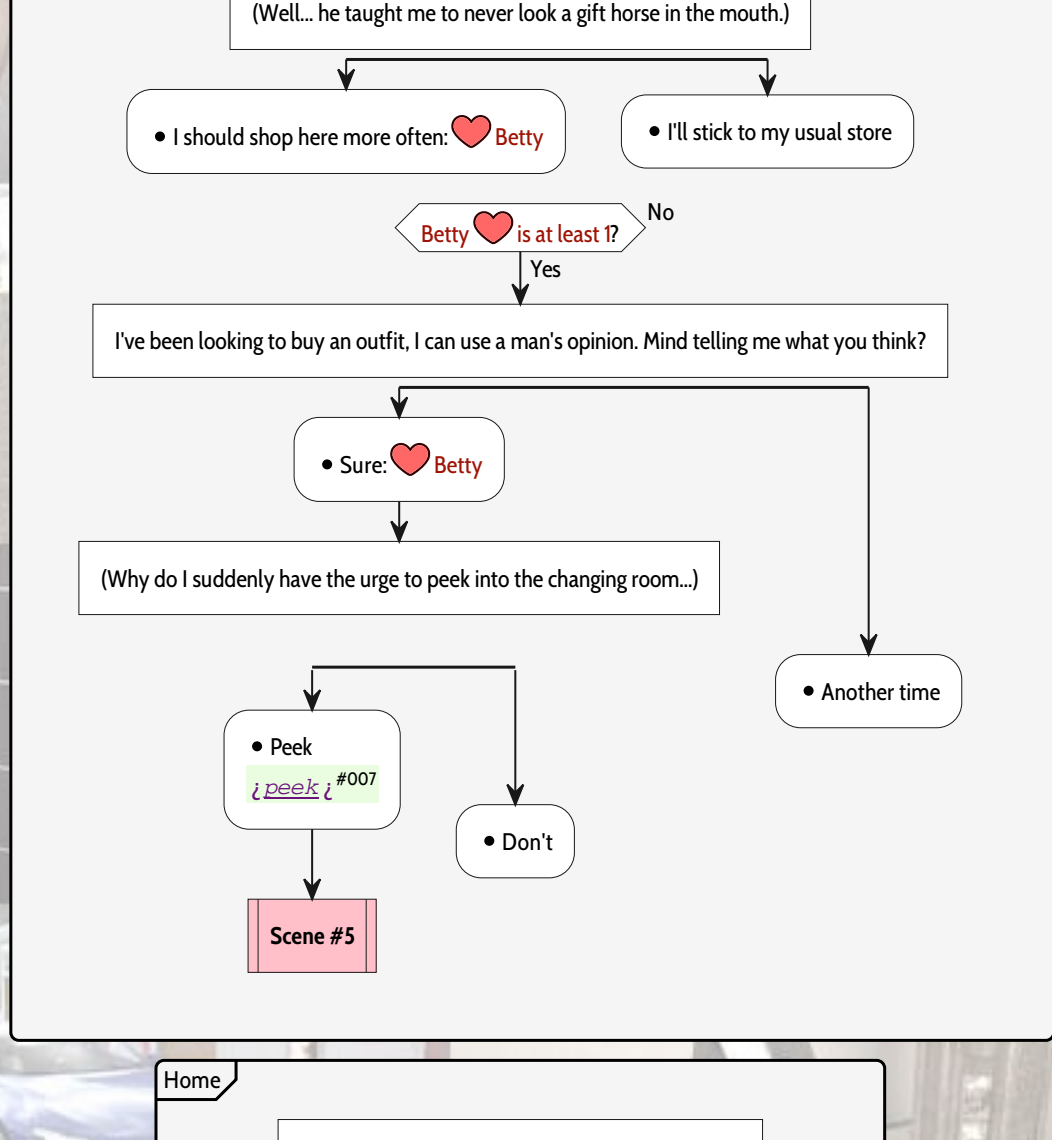 (Well... he taught me to never look a gift horse in the mouth.)
• I should shop here more often: Betty
• I'll stick to my usual store
Betty is at least 1?
No
Yes
I've been looking to buy an outfit, I can use a man's opinion. Mind telling me what you think?
• Sure: Betty
(Why do I suddenly have the urge to peek into the changing room...)
• Another time
• Peek
¿peek¿#007
• Don't
Scene #5
Home